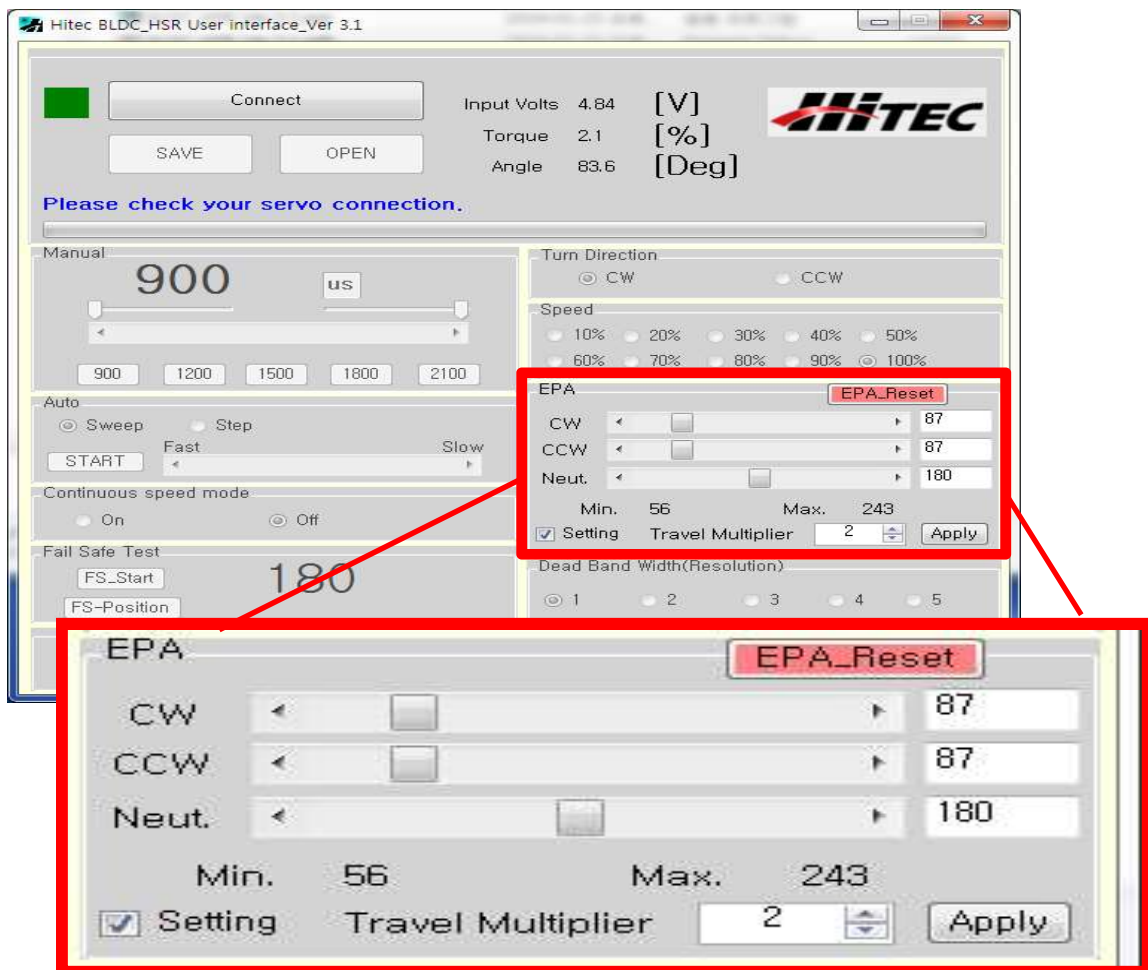 Hitec BLDC_HSR User interface_Ver 3.1
Connect
SAVE OPEN
Input Volts 4.84 [V]
Torque 2.1 [%]
Angle 83.6 [Deg]
HiTEC
Please check your servo connection.
Manual
900 us
900 1200 1500 1800 2100
Auto
Sweep Step
START Fast Slow
Continuous speed mode
On Off
Fail Safe Test
FS_Start 180
FS-Position
Turn Direction
CW CCW
Speed
10% 20% 30% 40% 50%
60% 70% 80% 90% 100%
EPA EPA_Reset
CW 87
CCW 87
Neut. 180
Min. 56 Max. 243
Setting Travel Multiplier 2 Apply
Dead Band Width(Resolution)
1 2 3 4 5
EPA EPA_Reset
CW 87
CCW 87
Neut. 180
Min. 56 Max. 243
Setting Travel Multiplier 2 Apply